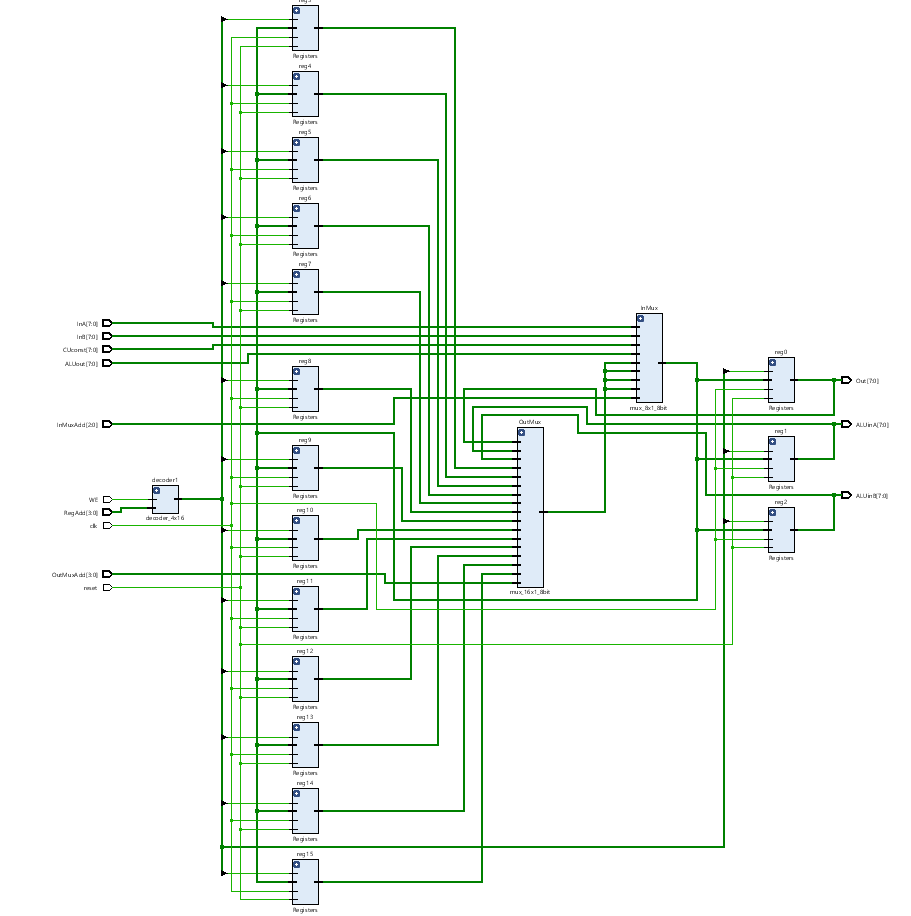 Registers
reg4
Registers
reg5
Registers
reg6
Registers
reg7
Registers
InA[7:0]
InB[7:0]
CUconst[7:0]
ALUout[7:0]
InMux
mux_8x1_8bit
reg0
Registers
Out[7:0]
reg8
Registers
InMuxAdd[2:0]
OutMux
mux_16x1_8bit
reg1
Registers
ALUinA[7:0]
reg9
Registers
decoder1
decoder_4x16
WE
RegAdd[3:0]
clk
ALUinB[7:0]
reg2
Registers
reg10
Registers
OutMuxAdd[3:0]
reset
reg11
Registers
reg12
Registers
reg13
Registers
reg14
Registers
reg15
Registers